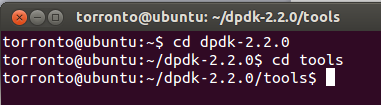 torronto@ubuntu: ~/dpdk-2.2.0/tools
torronto@ubuntu:~$ cd dpdk-2.2.0
torronto@ubuntu:~/dpdk-2.2.0$ cd tools
torronto@ubuntu:~/dpdk-2.2.0/tools$